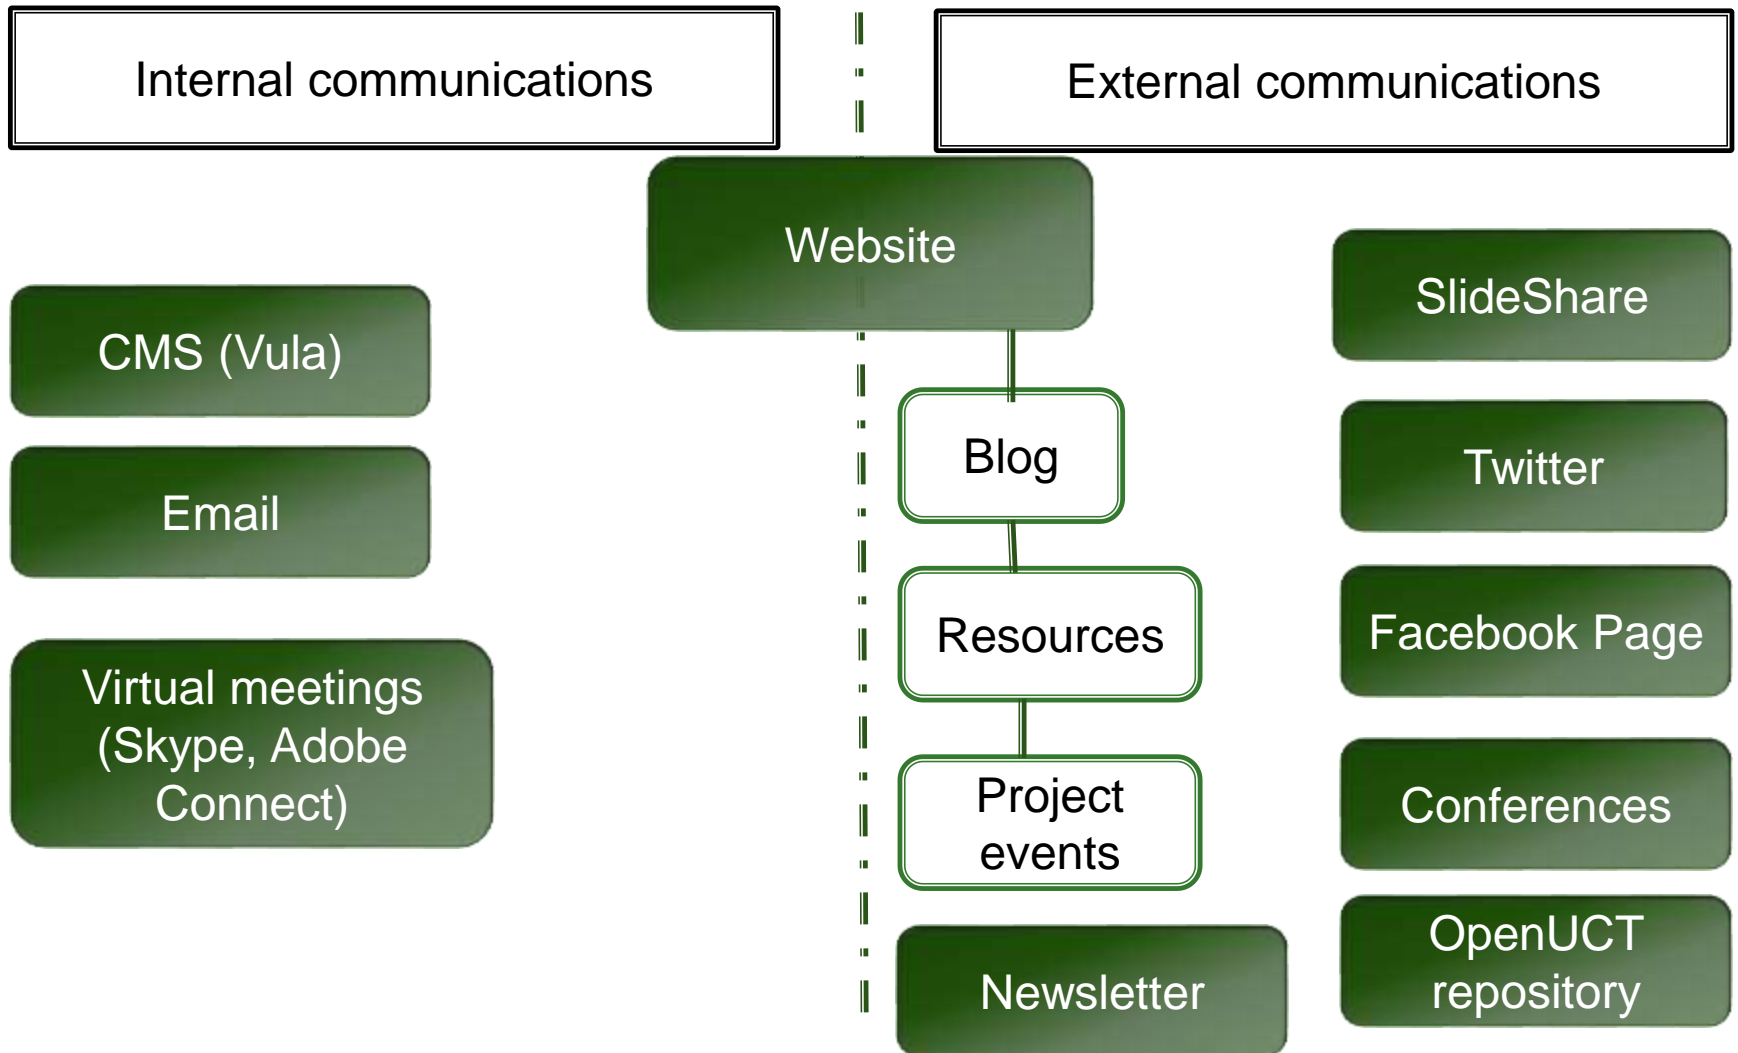 Internal communications
External communications
Website
CMS (Vula)
Email
Virtual meetings
(Skype, Adobe
Connect)
Blog
Resources
Project
events
Newsletter
SlideShare
Twitter
Facebook Page
Conferences
OpenUCT
repository